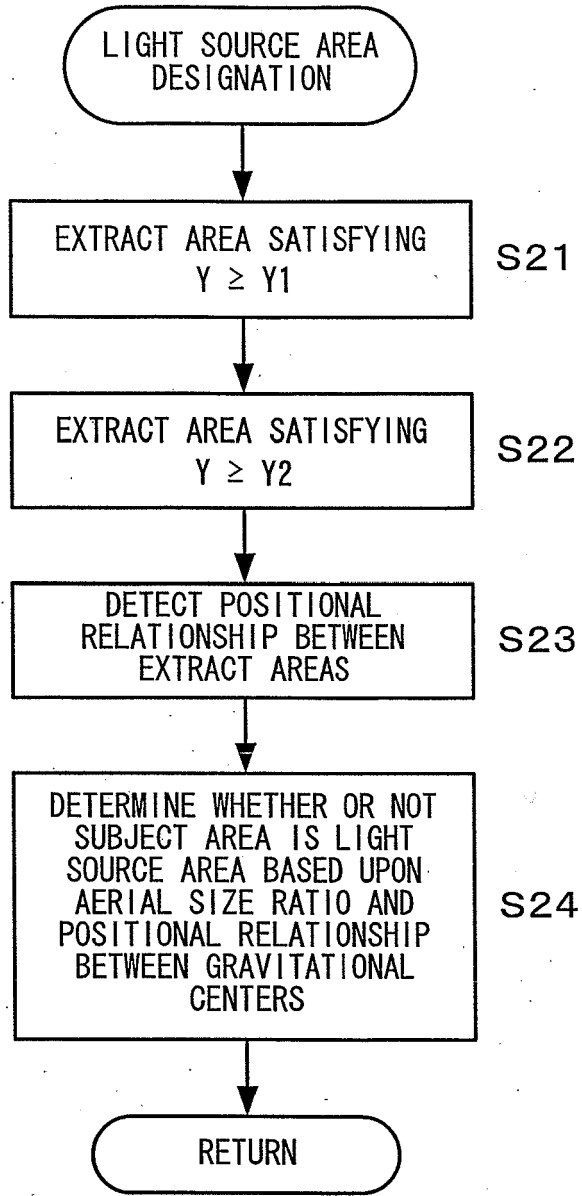 LIGHT SOURCE AREA
DESIGNATION
EXTRACT AREA SATISFYING
Y ≥ Y1
S21
EXTRACT AREA SATISFYING
Y ≥ Y2
S22
DETECT POSITIONAL
RELATIONSHIP BETWEEN
EXTRACT AREAS
S23
DETERMINE WHETHER OR NOT
SUBJECT AREA IS LIGHT
SOURCE AREA BASED UPON
AERIAL SIZE RATIO AND
POSITIONAL RELATIONSHIP
BETWEEN GRAVITATIONAL
CENTERS
S24
RETURN